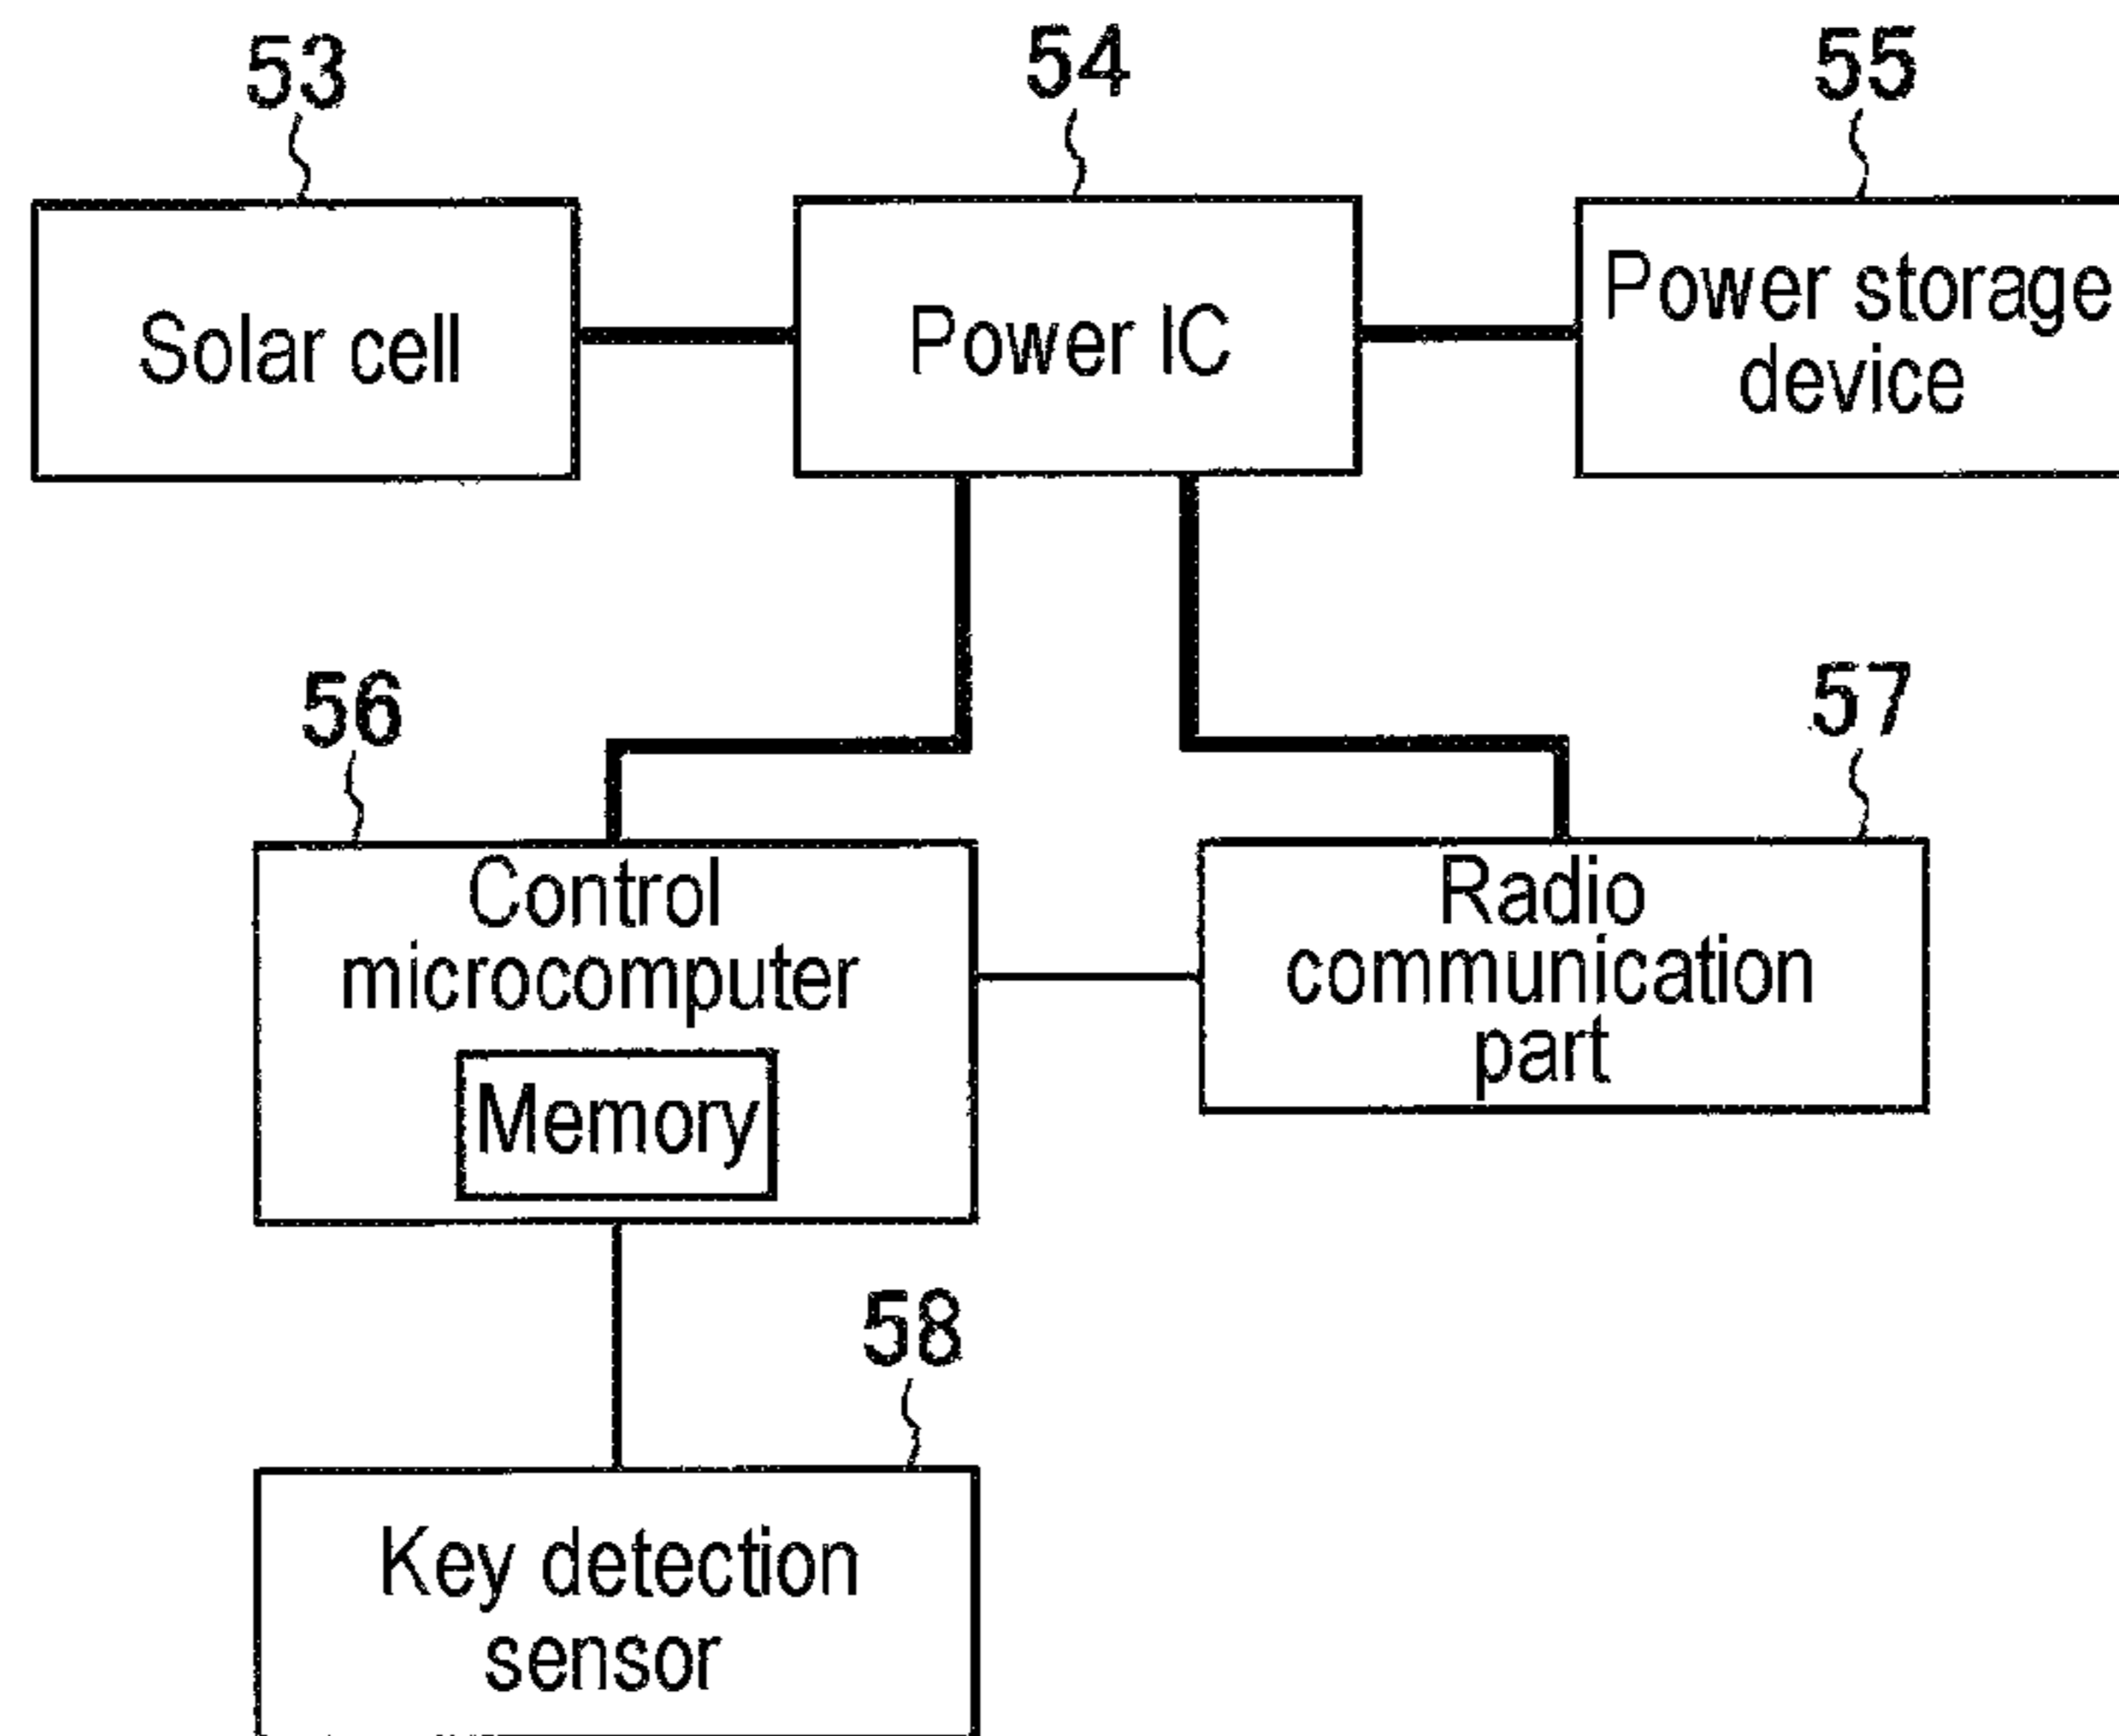 53
54
55
Solar cell
Power IC
Power storage
device
56
57
Control
microcomputer
Memory
Radio
communication
part
58
Key detection
sensor